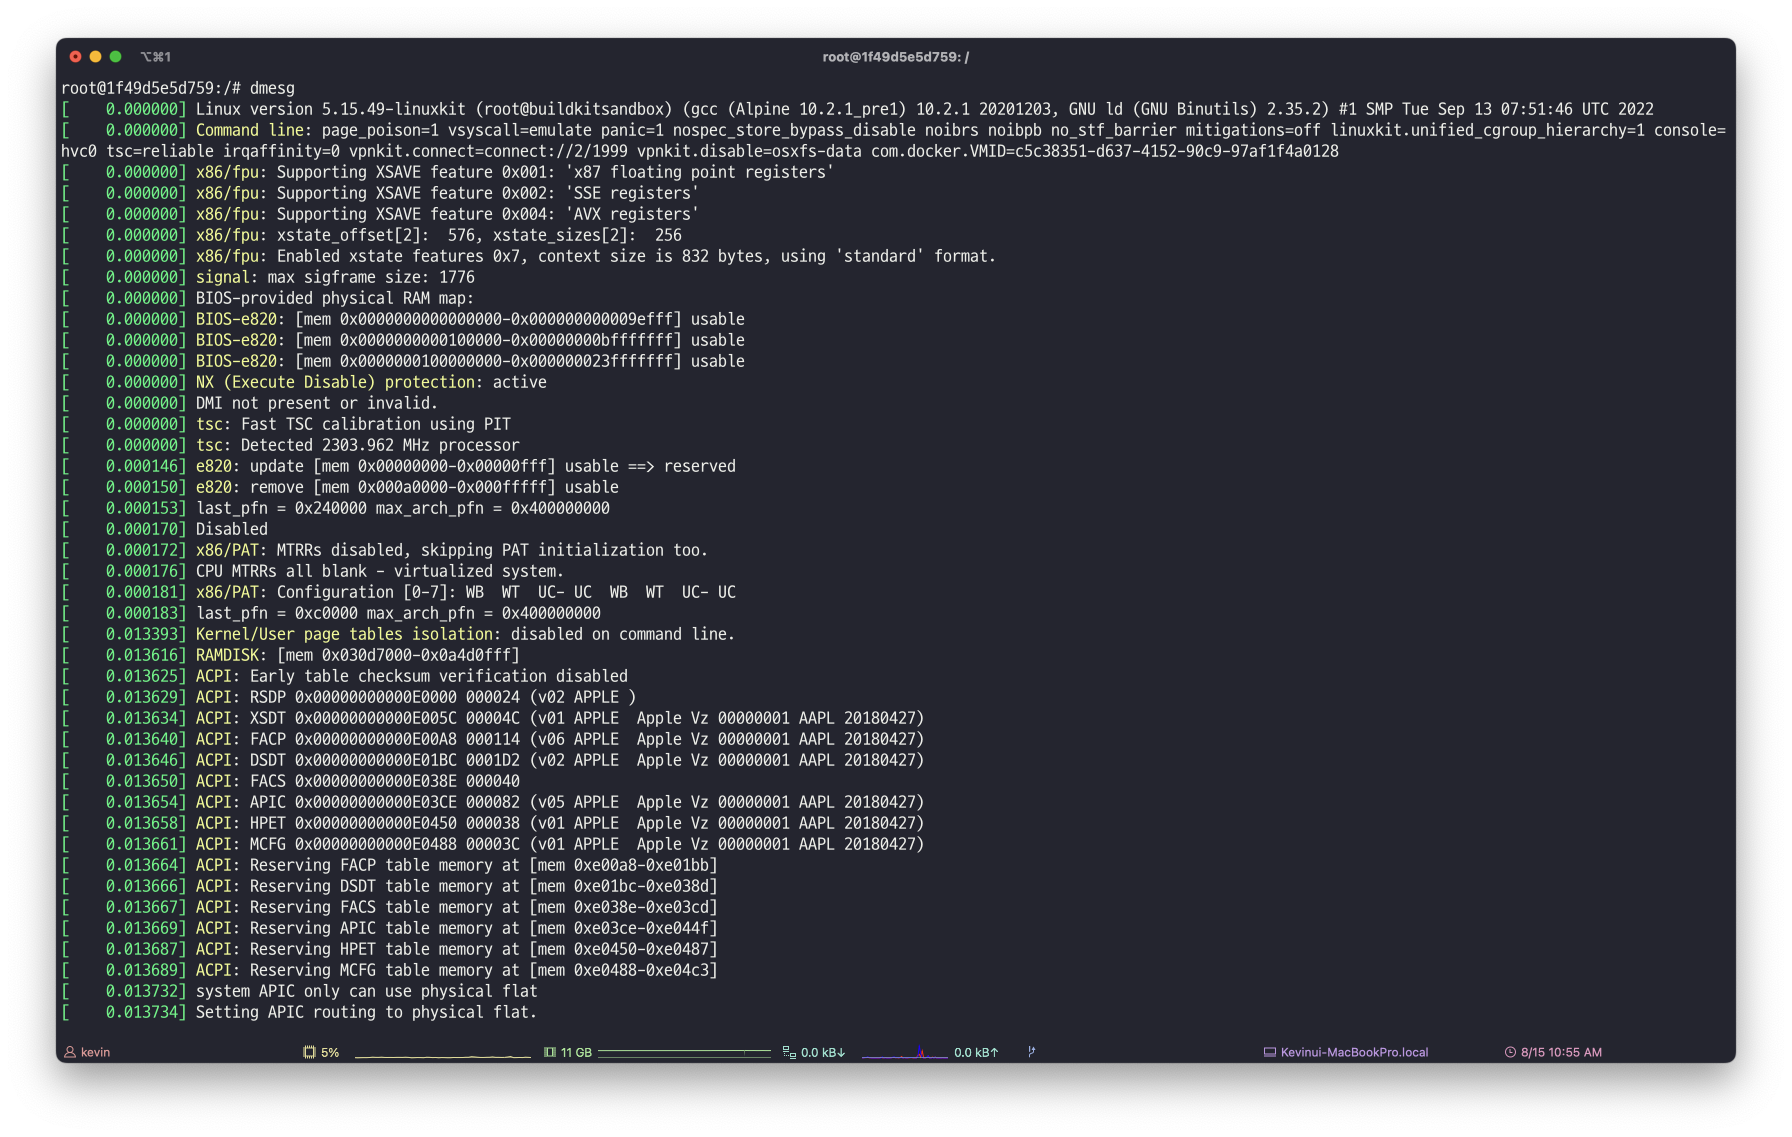 ⌥⌘1
root@1f49d5e5d759: /
root@1f49d5e5d759:/# dmesg
[    0.000000] Linux version 5.15.49-linuxkit (root@buildkitsandbox) (gcc (Alpine 10.2.1_pre1) 10.2.1 20201203, GNU ld (GNU Binutils) 2.35.2) #1 SMP Tue Sep 13 07:51:46 UTC 2022
[    0.000000] Command line: page_poison=1 vsyscall=emulate panic=1 nospec_store_bypass_disable noibrs noibpb no_stf_barrier mitigations=off linuxkit.unified_cgroup_hierarchy=1 console=
hvc0 tsc=reliable irqaffinity=0 vpnkit.connect=connect://2/1999 vpnkit.disable=osxfs-data com.docker.VMID=c5c38351-d637-4152-90c9-97af1f4a0128
[    0.000000] x86/fpu: Supporting XSAVE feature 0x001: 'x87 floating point registers'
[    0.000000] x86/fpu: Supporting XSAVE feature 0x002: 'SSE registers'
[    0.000000] x86/fpu: Supporting XSAVE feature 0x004: 'AVX registers'
[    0.000000] x86/fpu: xstate_offset[2]:  576, xstate_sizes[2]:  256
[    0.000000] x86/fpu: Enabled xstate features 0x7, context size is 832 bytes, using 'standard' format.
[    0.000000] signal: max sigframe size: 1776
[    0.000000] BIOS-provided physical RAM map:
[    0.000000] BIOS-e820: [mem 0x0000000000000000-0x000000000009efff] usable
[    0.000000] BIOS-e820: [mem 0x0000000000100000-0x00000000bfffffff] usable
[    0.000000] BIOS-e820: [mem 0x0000000100000000-0x000000023fffffff] usable
[    0.000000] NX (Execute Disable) protection: active
[    0.000000] DMI not present or invalid.
[    0.000000] tsc: Fast TSC calibration using PIT
[    0.000000] tsc: Detected 2303.962 MHz processor
[    0.000146] e820: update [mem 0x00000000-0x00000fff] usable ==> reserved
[    0.000150] e820: remove [mem 0x000a0000-0x000fffff] usable
[    0.000153] last_pfn = 0x240000 max_arch_pfn = 0x400000000
[    0.000170] Disabled
[    0.000172] x86/PAT: MTRRs disabled, skipping PAT initialization too.
[    0.000176] CPU MTRRs all blank - virtualized system.
[    0.000181] x86/PAT: Configuration [0-7]: WB  WT  UC- UC  WB  WT  UC- UC
[    0.000183] last_pfn = 0xc0000 max_arch_pfn = 0x400000000
[    0.013393] Kernel/User page tables isolation: disabled on command line.
[    0.013616] RAMDISK: [mem 0x030d7000-0x0a4d0fff]
[    0.013625] ACPI: Early table checksum verification disabled
[    0.013629] ACPI: RSDP 0x00000000000E0000 000024 (v02 APPLE )
[    0.013634] ACPI: XSDT 0x00000000000E005C 00004C (v01 APPLE  Apple Vz 00000001 AAPL 20180427)
[    0.013640] ACPI: FACP 0x00000000000E00A8 000114 (v06 APPLE  Apple Vz 00000001 AAPL 20180427)
[    0.013646] ACPI: DSDT 0x00000000000E01BC 0001D2 (v02 APPLE  Apple Vz 00000001 AAPL 20180427)
[    0.013650] ACPI: FACS 0x00000000000E038E 000040
[    0.013654] ACPI: APIC 0x00000000000E03CE 000082 (v05 APPLE  Apple Vz 00000001 AAPL 20180427)
[    0.013658] ACPI: HPET 0x00000000000E0450 000038 (v01 APPLE  Apple Vz 00000001 AAPL 20180427)
[    0.013661] ACPI: MCFG 0x00000000000E0488 00003C (v01 APPLE  Apple Vz 00000001 AAPL 20180427)
[    0.013664] ACPI: Reserving FACP table memory at [mem 0xe00a8-0xe01bb]
[    0.013666] ACPI: Reserving DSDT table memory at [mem 0xe01bc-0xe038d]
[    0.013667] ACPI: Reserving FACS table memory at [mem 0xe038e-0xe03cd]
[    0.013669] ACPI: Reserving APIC table memory at [mem 0xe03ce-0xe044f]
[    0.013687] ACPI: Reserving HPET table memory at [mem 0xe0450-0xe0487]
[    0.013689] ACPI: Reserving MCFG table memory at [mem 0xe0488-0xe04c3]
[    0.013732] system APIC only can use physical flat
[    0.013734] Setting APIC routing to physical flat.
kevin 5% 11 GB 0.0 kB↓ 0.0 kB↑ Kevinui-MacBookPro.local 8/15 10:55 AM